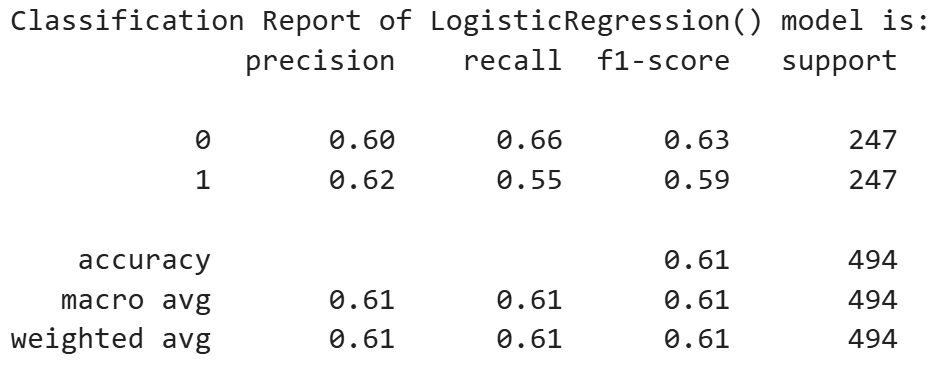 Classification Report of LogisticRegression() model is:
precision recall f1-score support
0 0.60 0.66 0.63 247
1 0.62 0.55 0.59 247
accuracy 0.61 494
macro avg 0.61 0.61 0.61 494
weighted avg 0.61 0.61 0.61 494